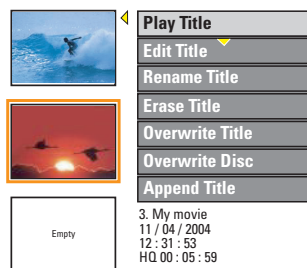 Play Title
Edit Title
Rename Title
Erase Title
Overwrite Title
Overwrite Disc
Append Title
Empty
3. My movie
11 / 04 / 2004
12 : 31 : 53
HQ 00 : 05 : 59